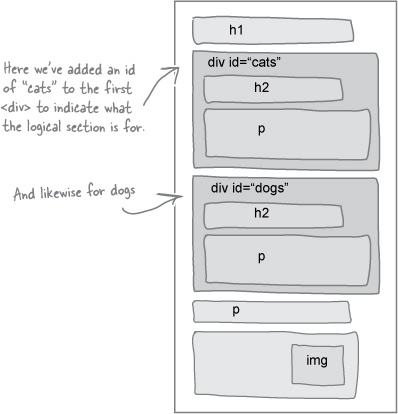 h1
Here we've added an id
of "cats" to the first
<div> to indicate what
the logical section is for.
div id="cats"
h2
p
And likewise for dogs
div id="dogs"
h2
p
p
img